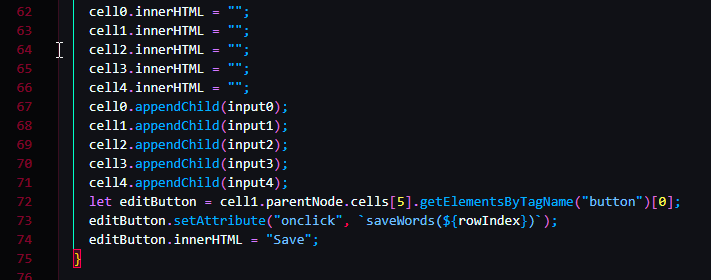 62 cell0.innerHTML = "";
63 cell1.innerHTML = "";
64 cell2.innerHTML = "";
65 cell3.innerHTML = "";
66 cell4.innerHTML = "";
67 cell0.appendChild(input0);
68 cell1.appendChild(input1);
69 cell2.appendChild(input2);
70 cell3.appendChild(input3);
71 cell4.appendChild(input4);
72 let editButton = cell1.parentNode.cells[5].getElementsByTagName("button")[0];
73 editButton.setAttribute("onclick", `saveWords(${rowIndex})`);
74 editButton.innerHTML = "Save";
75 }
76